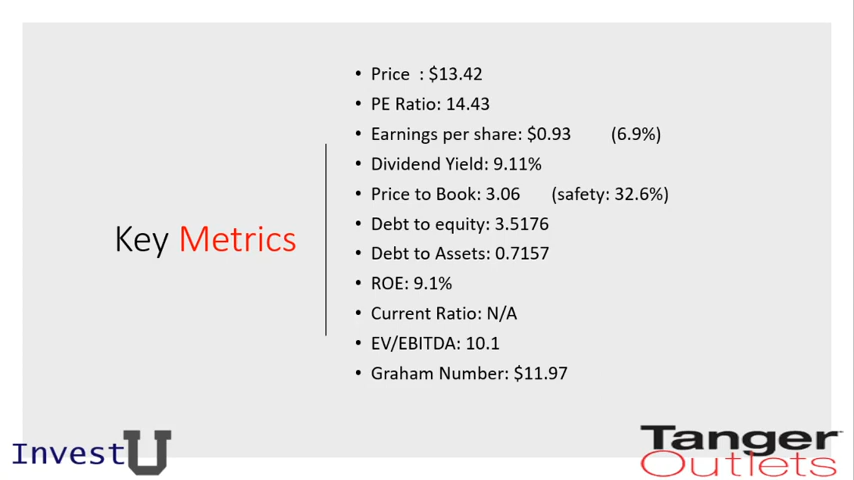 Key Metrics
• Price : $13.42
• PE Ratio: 14.43
• Earnings per share: $0.93 (6.9%)
• Dividend Yield: 9.11%
• Price to Book: 3.06 (safety: 32.6%)
• Debt to equity: 3.5176
• Debt to Assets: 0.7157
• ROE: 9.1%
• Current Ratio: N/A
• EV/EBITDA: 10.1
• Graham Number: $11.97
Invest U
Tanger
Outlets